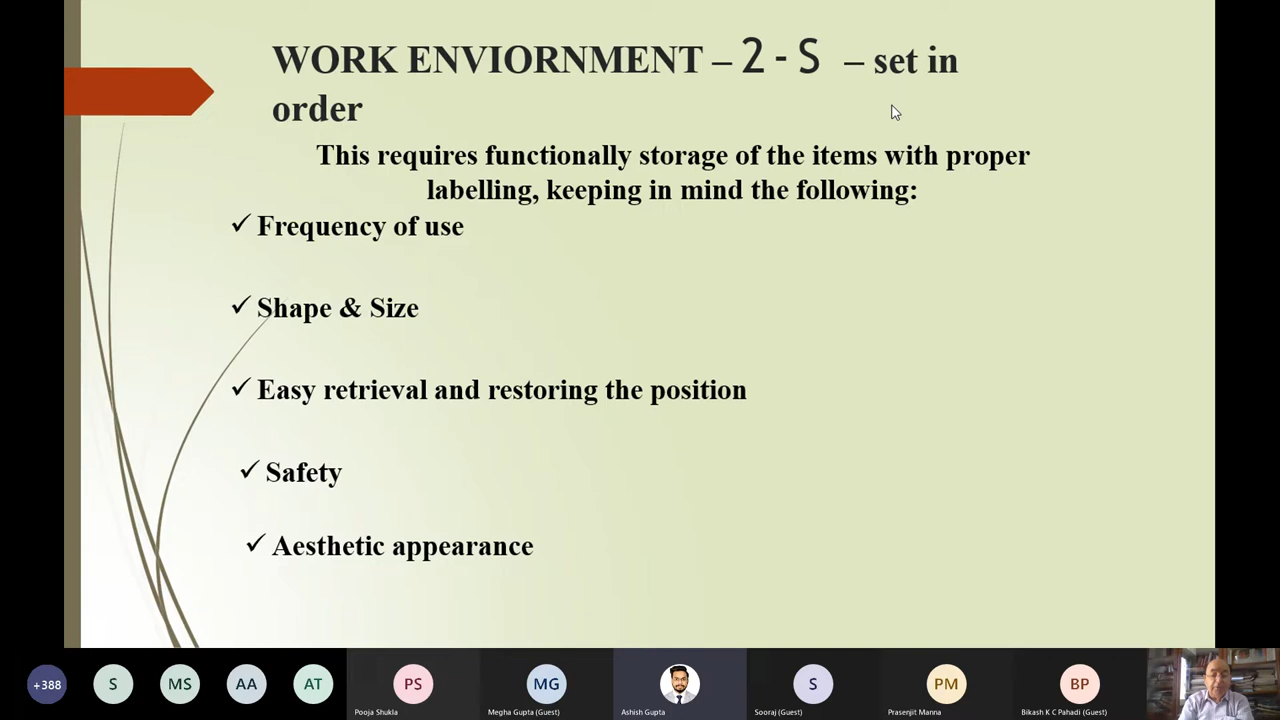 WORK ENVIORNMENT – 2 - S – set in
order
This requires functionally storage of the items with proper
labelling, keeping in mind the following:
✓ Frequency of use
✓ Shape & Size
✓ Easy retrieval and restoring the position
✓ Safety
✓ Aesthetic appearance
+388
S
MS
AA
AT
PS
MG
S
PM
BP
Pooja Shukla
Megha Gupta (Guest)
Ashish Gupta
Sooraj (Guest)
Prasenjit Manna
Bikash K C Pahadi (Guest)